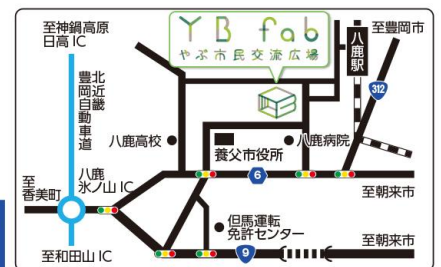 至神鍋高原
日高IC
YB fab
やぶ市民交流広場
至豊岡市
八鹿駅
312
北近畿
豊岡自動車道
八鹿高校
養父市役所
八鹿病院
至
香美町
八鹿
氷ノ山IC
6
至朝来市
但馬運転
免許センター
至和田山IC
9
至朝来市